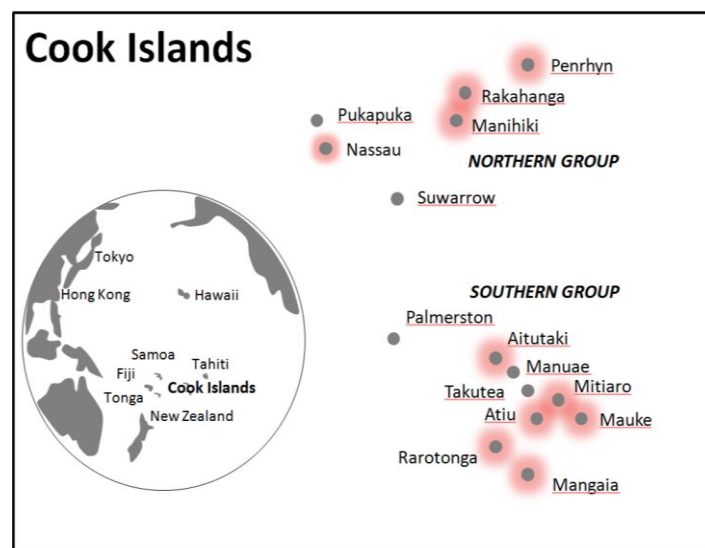 Cook Islands
Penrhyn
Rakahanga
Pukapuka
Manihiki
Nassau
NORTHERN GROUP
Suwarrow
Tokyo
Hong Kong
Hawaii
SOUTHERN GROUP
Palmerston
Aitutaki
Samoa
Tahiti
Manuae
Fiji
Cook Islands
Mitiaro
Takutea
Tonga
New Zealand
Atiu
Mauke
Rarotonga
Mangaia